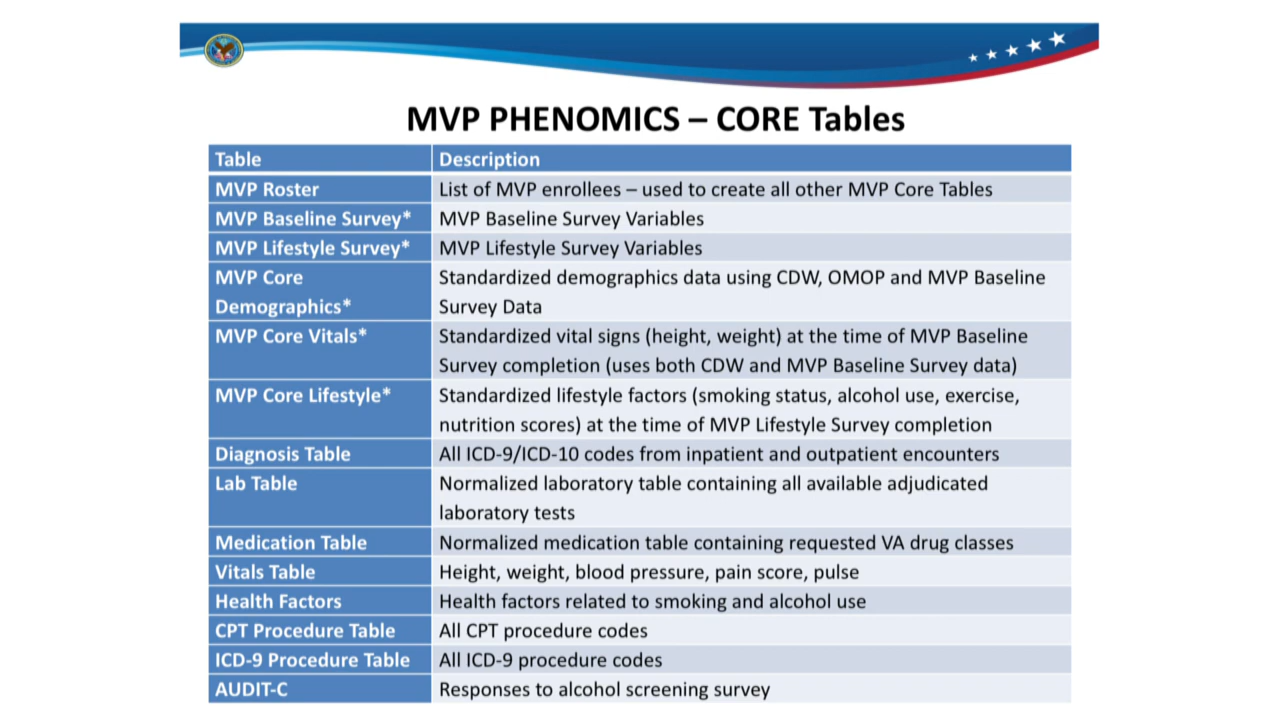 MVP PHENOMICS – CORE Tables
Table Description
MVP Roster List of MVP enrollees – used to create all other MVP Core Tables
MVP Baseline Survey* MVP Baseline Survey Variables
MVP Lifestyle Survey* MVP Lifestyle Survey Variables
MVP Core Standardized demographics data using CDW, OMOP and MVP Baseline
Demographics* Survey Data
MVP Core Vitals* Standardized vital signs (height, weight) at the time of MVP Baseline
Survey completion (uses both CDW and MVP Baseline Survey data)
MVP Core Lifestyle* Standardized lifestyle factors (smoking status, alcohol use, exercise,
nutrition scores) at the time of MVP Lifestyle Survey completion
Diagnosis Table All ICD-9/ICD-10 codes from inpatient and outpatient encounters
Lab Table Normalized laboratory table containing all available adjudicated
laboratory tests
Medication Table Normalized medication table containing requested VA drug classes
Vitals Table Height, weight, blood pressure, pain score, pulse
Health Factors Health factors related to smoking and alcohol use
CPT Procedure Table All CPT procedure codes
ICD-9 Procedure Table All ICD-9 procedure codes
AUDIT-C Responses to alcohol screening survey